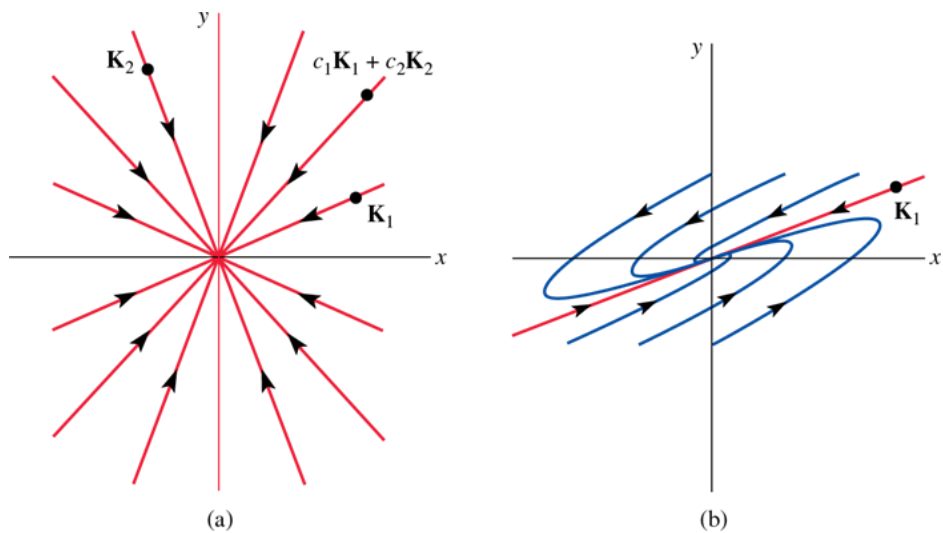 y
K₂
c₁K₁ + c₂K₂
K₁
x
(a)
y
K₁
x
(b)